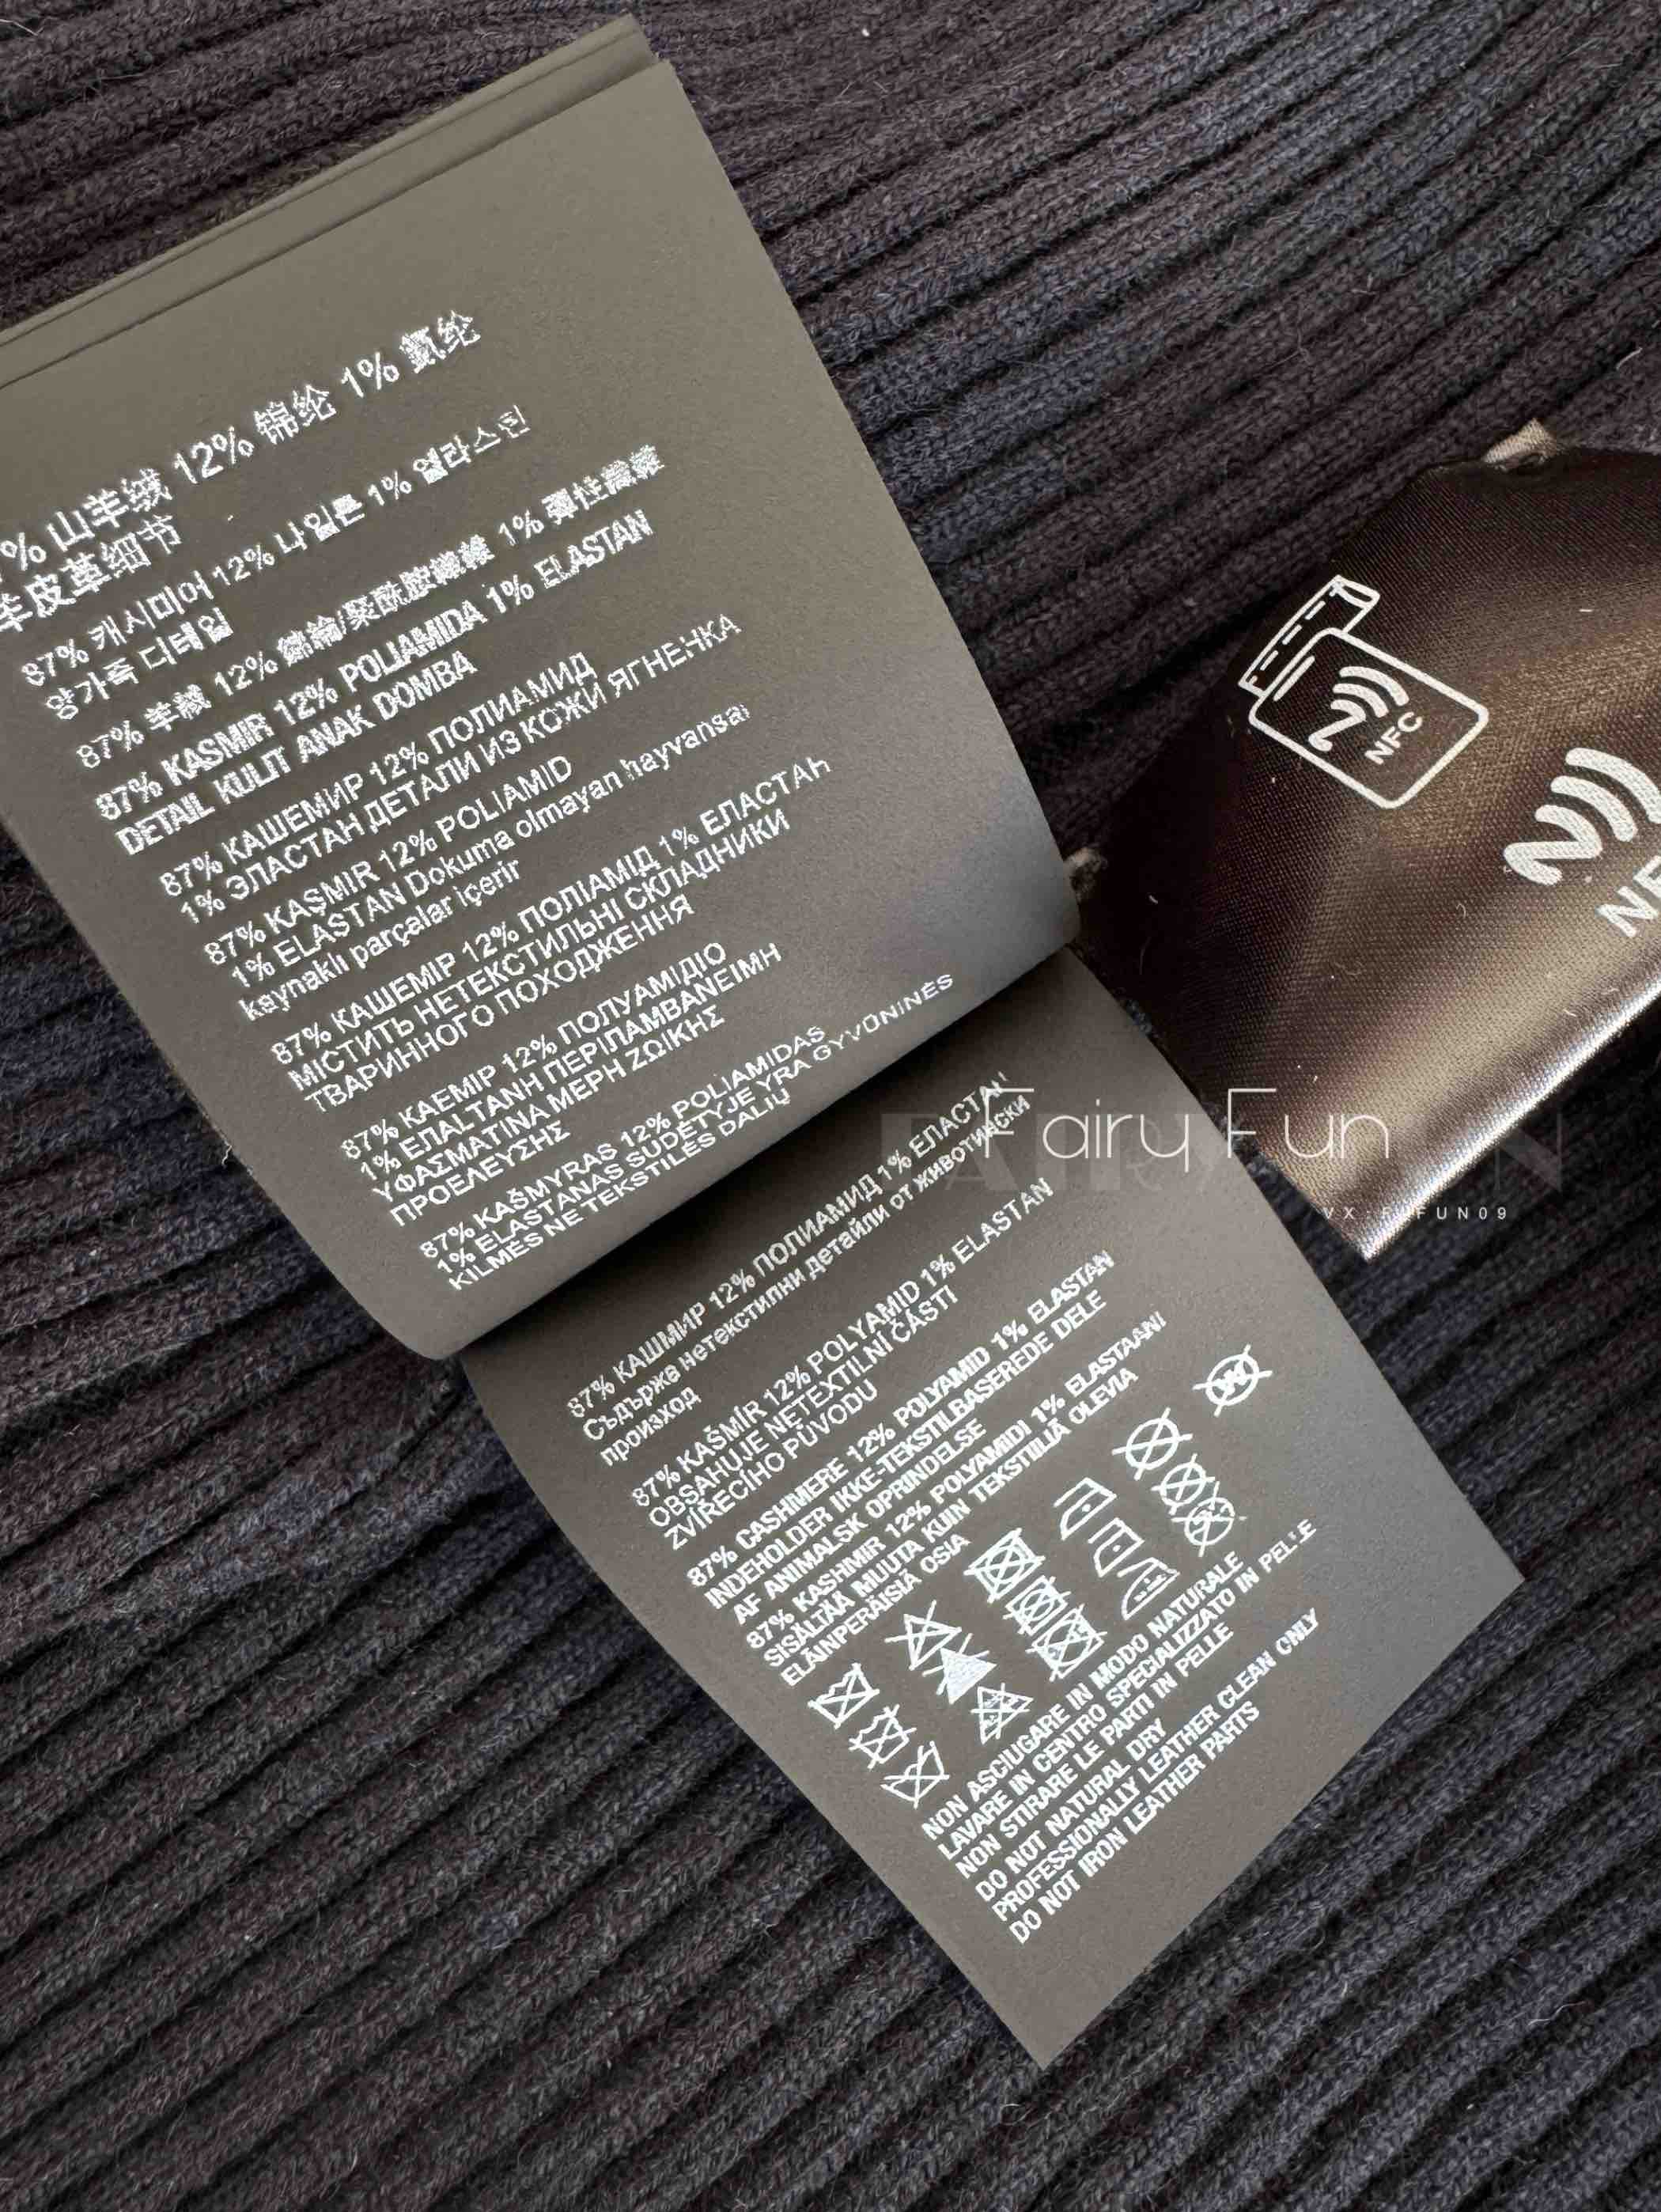 % 山羊绒 12% 锦纶 1% 氨纶
羊皮革细节
87% 캐시미어 12% 나일론 1% 엘라스틴
양가죽 디테일
87% 羊絨 12% 錦綸/聚酰胺纖維 1%
87% KASMIR 12% POLIAMIDA 1% ELASTAN
DETAIL KULIT ANAK DOMBA
87% КАШЕМИР 12% ПОЛИАМИД
1% ЭЛАСТАН ДЕТАЛИ ИЗ КОЖИ ЯГНЕНКА
87% KAŞMIR 12% POLIAMID
1% ELASTAN Dokuma olmayan hayvansal
kaynaklı parçalar içerir
87% КАШЕМІР 12% ПОЛІАМІД 1% ЕЛАСТАН
МІСТИТЬ НЕТЕКСТИЛЬНІ СКЛАДНИКИ
ТВАРИННОГО ПОХОДЖЕННЯ
87% ΚΑΕΜΙΡ 12% ΠΟΛΥΑΜΙΔΙΟ
1% ΕΠΑΛΤΑΝΗ ΠΕΡΙΛΑΜΒΑΝΕΙΜΗ
ΥΦΑΣΜΑΤΙΝΑ ΜΕΡΗ ΖΩΙΚΗΣ
ΠΡΟΕΛΕΥΣΗΣ
87% KAŠMYRAS 12% POLIAMIDAS
1% ELASTANAS SUDĖTYJE YRA GYVŪNINĖS
KILMĖS NE TEKSTILĖS DALIŲ
87% КАШМИР 12% ПОЛИАМИД 1% ЕЛАСТАН
Съдържа нетекстилни детайли от животински
произход
87% KAŠMÍR 12% POLYAMID 1% ELASTAN
OBSAHUJE NETEXTILNÍ ČÁSTI
ZVÍŘECÍHO PŮVODU
87% CASHMERE 12% POLYAMID 1% ELASTAN
INDEHOLDER IKKE-TEKSTILBASEREDE DELE
AF ANIMALSK OPRINDELSE
87% KASHMIR 12% POLYAMIDI 1% ELASTAANI
SISÄLTÄÄ MUUTA KUIN TEKSTIILIÄ OLEVIA
ELÄINPERÄISIÄ OSIA
NON ASCIUGARE IN MODO NATURALE
LAVARE IN CENTRO SPECIALIZZATO IN PELLE
NON STIRARE LE PARTI IN PELLE
DO NOT NATURAL DRY
PROFESSIONALLY LEATHER CLEAN ONLY
DO NOT IRON LEATHER PARTS
NFC
NF
Fairy Fun
FAIRY FUN
VX:FUFUN09